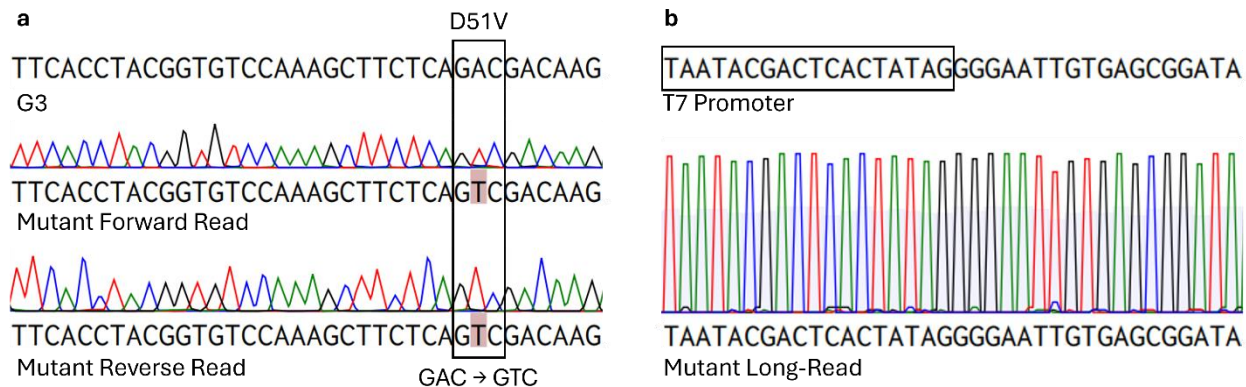 a
D51V
TTCACCTACGGTGTCCAAAGCTTCTCAGACGACAAG
G3
TTCACCTACGGTGTCCAAAGCTTCTCAGTCGACAAG
Mutant Forward Read
TTCACCTACGGTGTCCAAAGCTTCTCAGTCGACAAG
Mutant Reverse Read
GAC → GTC
b
TAATACGACTCACTATAGGGGAATTGTGAGCGGATA
T7 Promoter
TAATACGACTCACTATAGGGGAATTGTGAGCGGATA
Mutant Long-Read